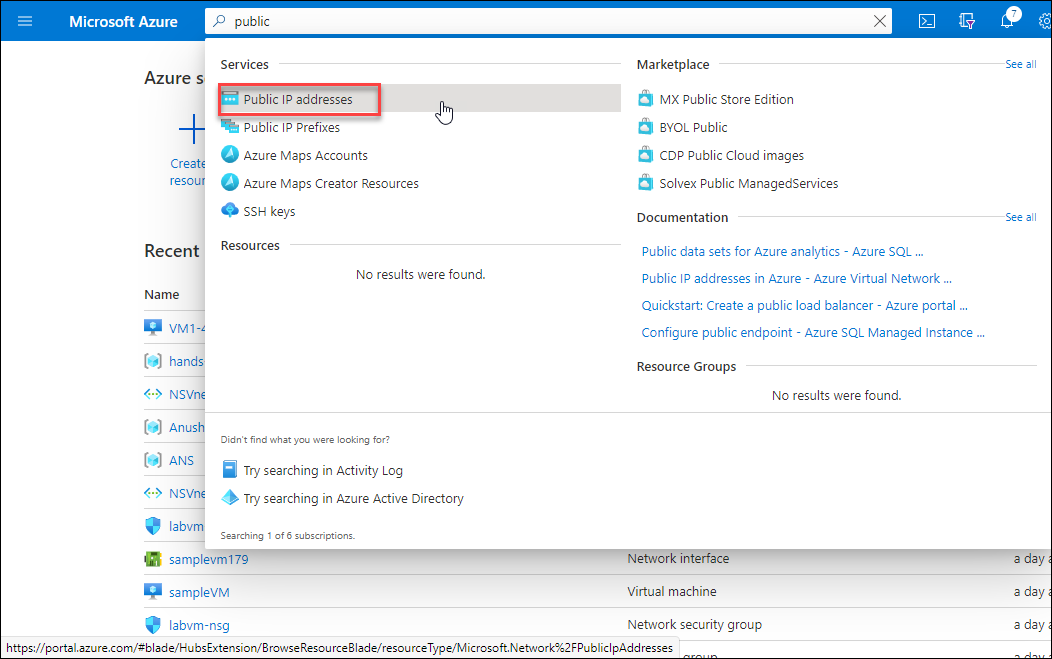 Microsoft Azure
public
7
Azure s
Create
resour
Services
Public IP addresses
Public IP Prefixes
Azure Maps Accounts
Azure Maps Creator Resources
SSH keys
Resources
No results were found.
Marketplace
See all
MX Public Store Edition
BYOL Public
CDP Public Cloud images
Solvex Public ManagedServices
Documentation
See all
Public data sets for Azure analytics - Azure SQL ...
Public IP addresses in Azure - Azure Virtual Network ...
Quickstart: Create a public load balancer - Azure portal ...
Configure public endpoint - Azure SQL Managed Instance ...
Resource Groups
No results were found.
Didn't find what you were looking for?
Try searching in Activity Log
Try searching in Azure Active Directory
Searching 1 of 6 subscriptions.
Recent
Name
VM1-4
hands
NSVne
Anush
ANS
NSVne
labvm
samplevm179 Network interface a day a
sampleVM Virtual machine a day a
labvm-nsg Network security group a day a
group
https://portal.azure.com/#blade/HubsExtension/BrowseResourceBlade/resourceType/Microsoft.Network%2FPublicIpAddresses